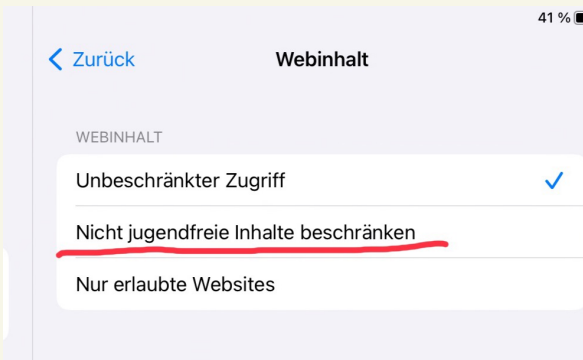 41 %
Zurück
Webinhalt
WEBINHALT
Unbeschränkter Zugriff
Nicht jugendfreie Inhalte beschränken
Nur erlaubte Websites